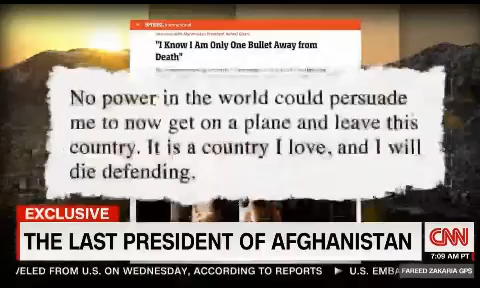 SPIEGEL International
"I Know I Am Only One Bullet Away from
Death"
No power in the world could persuade
me to now get on a plane and leave this
country. It is a country I love, and I will
die defending.
EXCLUSIVE
THE LAST PRESIDENT OF AFGHANISTAN
CNN
7:09 AM PT
VELED FROM U.S. ON WEDNESDAY, ACCORDING TO REPORTS ▶ U.S. EMBA
FAREED ZAKARIA GPS